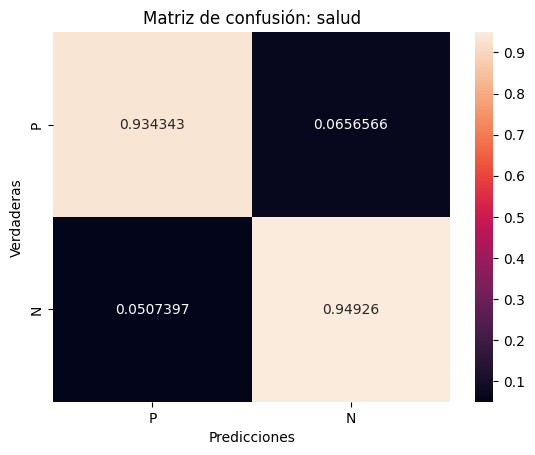 Matriz de confusión: salud
Verdaderas
P
N
0.934343
0.0656566
0.0507397
0.94926
P
N
Predicciones
0.9
0.8
0.7
0.6
0.5
0.4
0.3
0.2
0.1